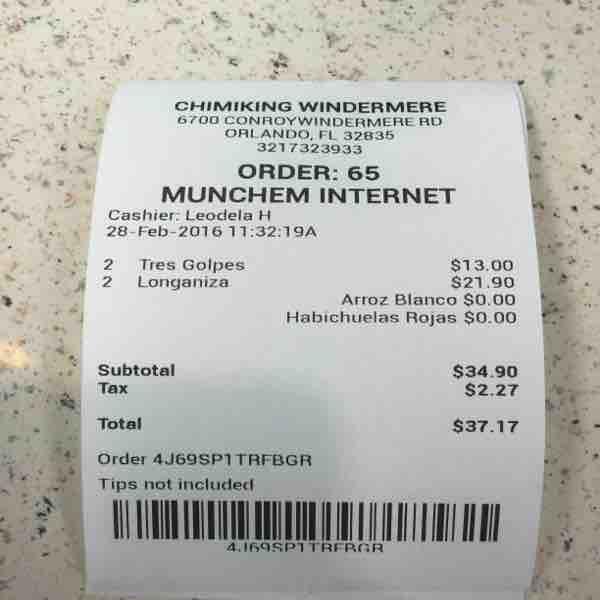 CHIMIKING WINDERMERE
6700 CONROYWINDERMERE RD
ORLANDO, FL 32835
3217323933
ORDER: 65
MUNCHEM INTERNET
Cashier: Leodela H
28-Feb-2016 11:32:19A
2 Tres Golpes $13.00
2 Longaniza $21.90
Arroz Blanco $0.00
Habichuelas Rojas $0.00
Subtotal $34.90
Tax $2.27
Total $37.17
Order 4J69SP1TRFBGR
Tips not included
4J69SP1TRFBGR